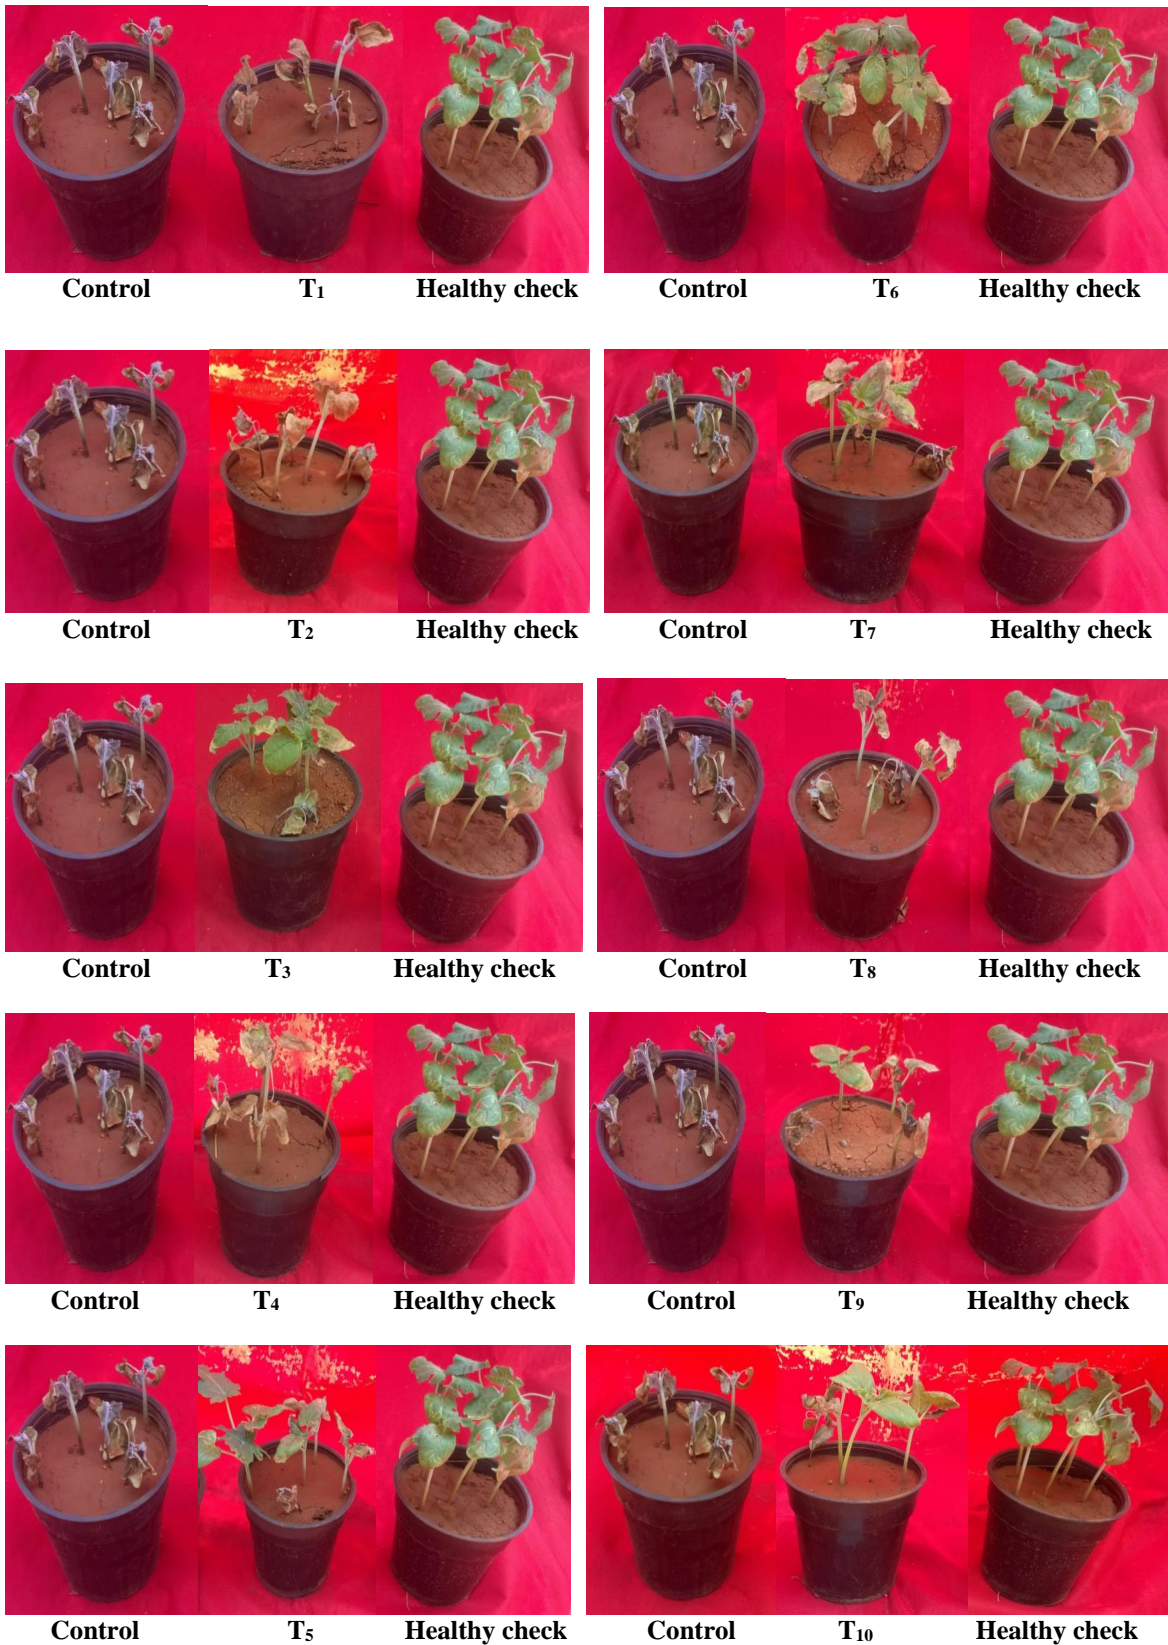 Control T₁ Healthy check
Control T₆ Healthy check
Control T₂ Healthy check
Control T₇ Healthy check
Control T₃ Healthy check
Control T₈ Healthy check
Control T₄ Healthy check
Control T₉ Healthy check
Control T₅ Healthy check
Control T₁₀ Healthy check